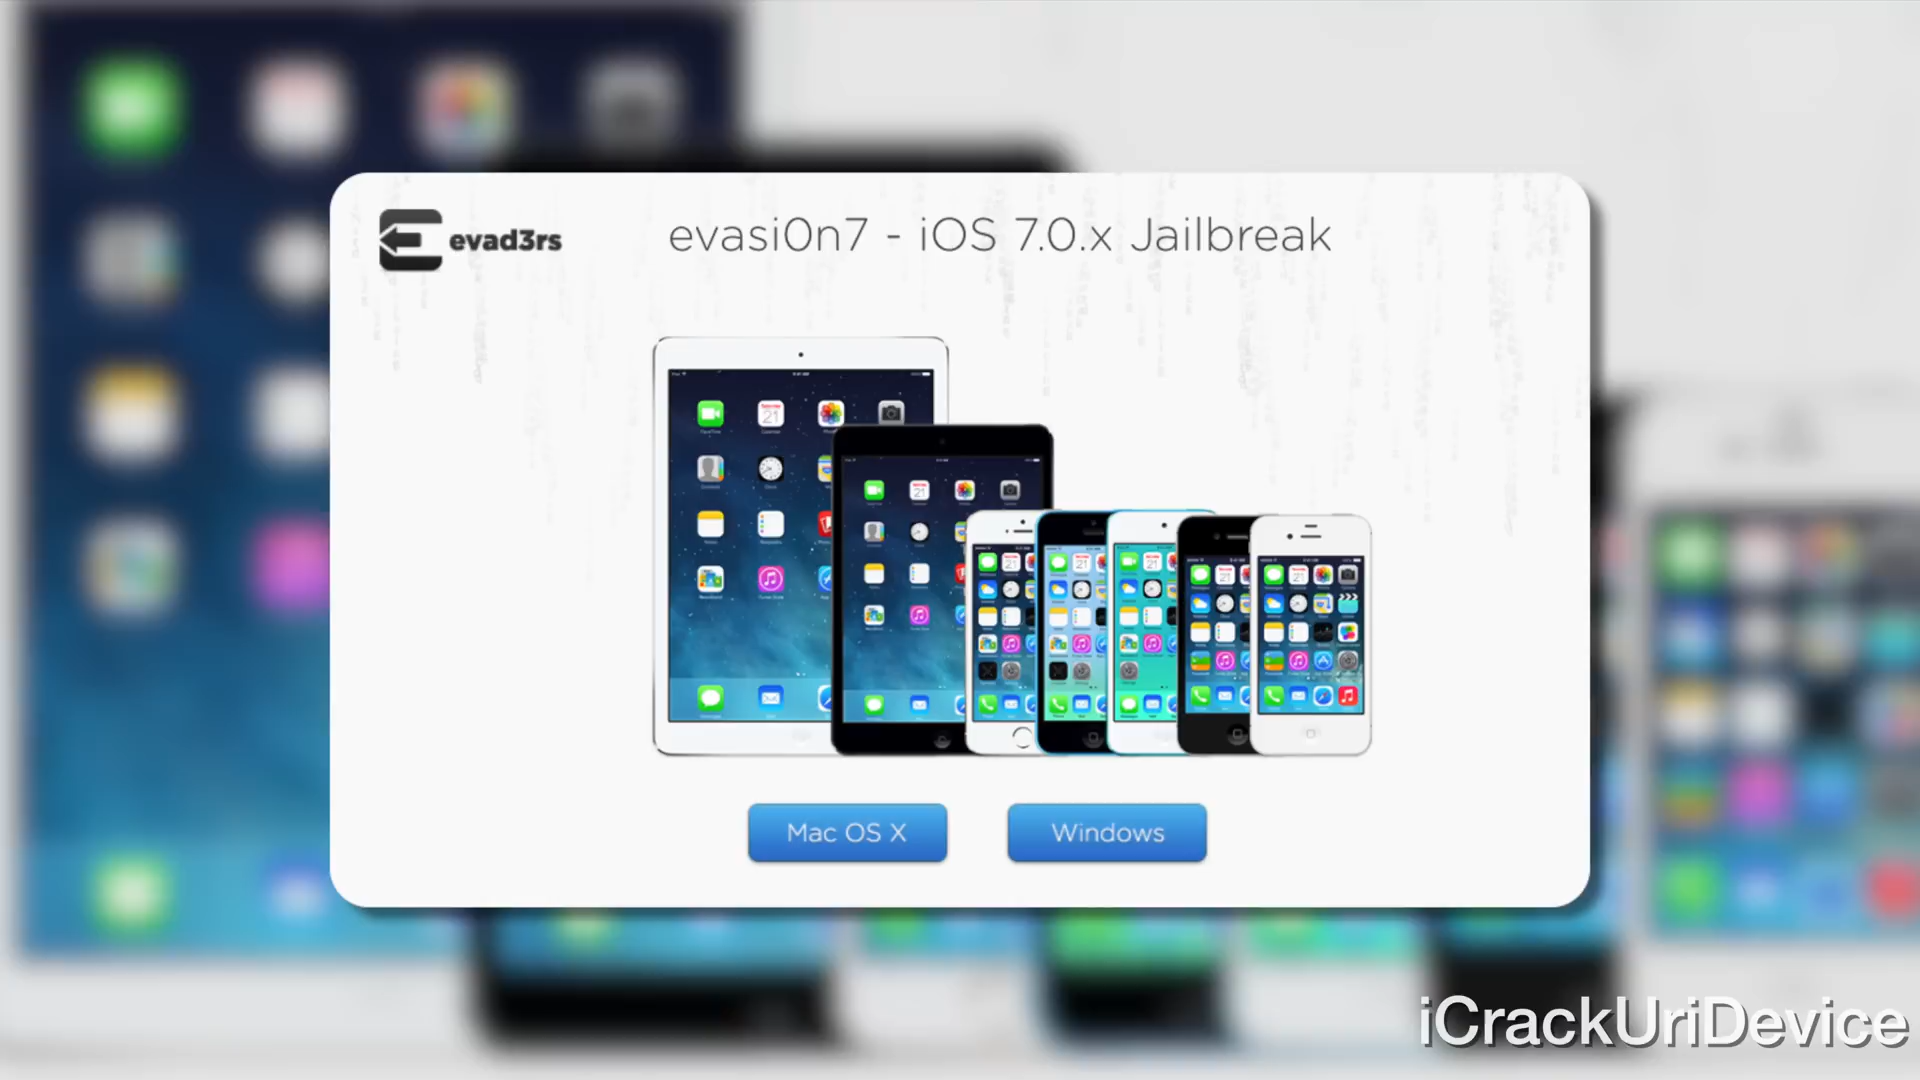 evad3rs
evasi0n7 - iOS 7.0.x Jailbreak
Mac OS X
Windows
iCrackUriDevice